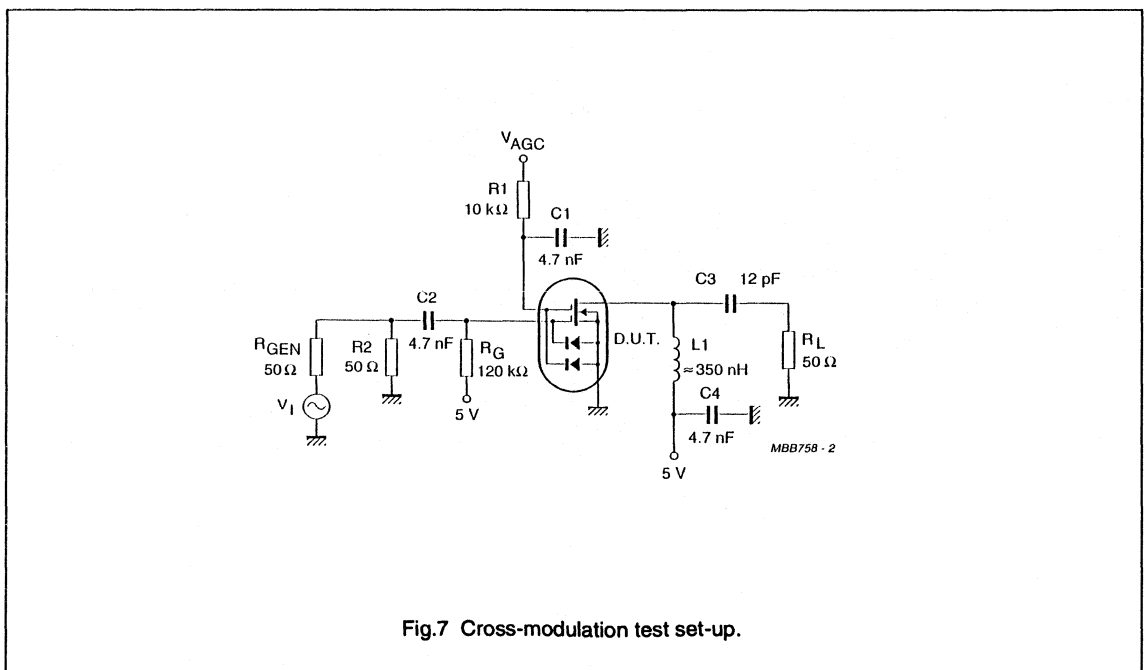 VAGC
R1
10 kΩ
C1
4.7 nF
C2
4.7 nF
RGEN
50 Ω
R2
50 Ω
RG
120 kΩ
5 V
VI
D.U.T.
C3 12 pF
L1
≈350 nH
RL
50 Ω
C4
4.7 nF
5 V
MBB758 - 2
Fig.7 Cross-modulation test set-up.